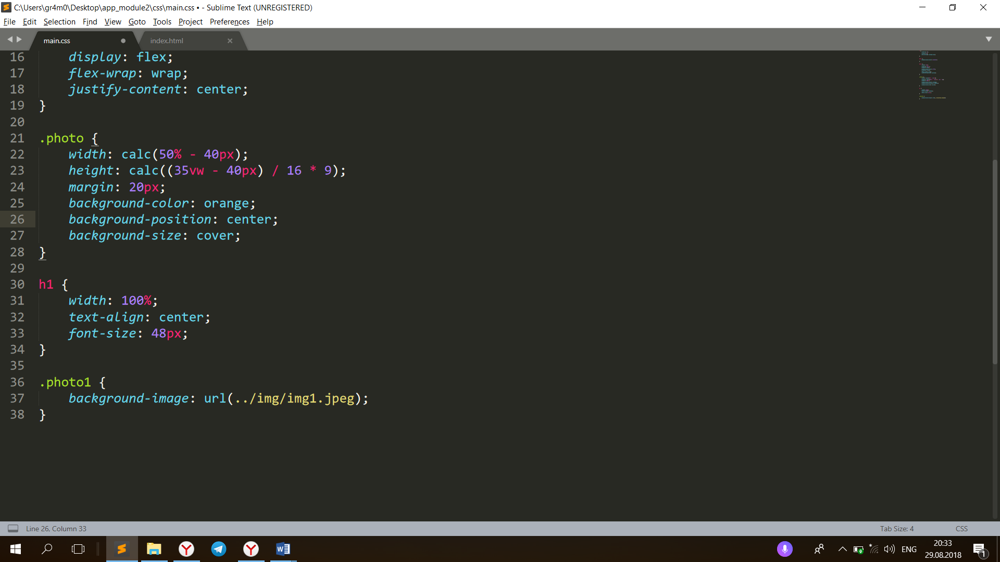 C:\Users\gr4m0\Desktop\app_module2\css\main.css • - Sublime Text (UNREGISTERED)
File Edit Selection Find View Goto Tools Project Preferences Help
main.css index.html
16 display: flex;
17 flex-wrap: wrap;
18 justify-content: center;
19 }
20
21 .photo {
22 width: calc(50% - 40px);
23 height: calc((35vw - 40px) / 16 * 9);
24 margin: 20px;
25 background-color: orange;
26 background-position: center;
27 background-size: cover;
28 }
29
30 h1 {
31 width: 100%;
32 text-align: center;
33 font-size: 48px;
34 }
35
36 .photo1 {
37 background-image: url(../img/img1.jpeg);
38 }
Line 26, Column 33 Tab Size: 4 CSS
ENG 20:33
29.08.2018 1